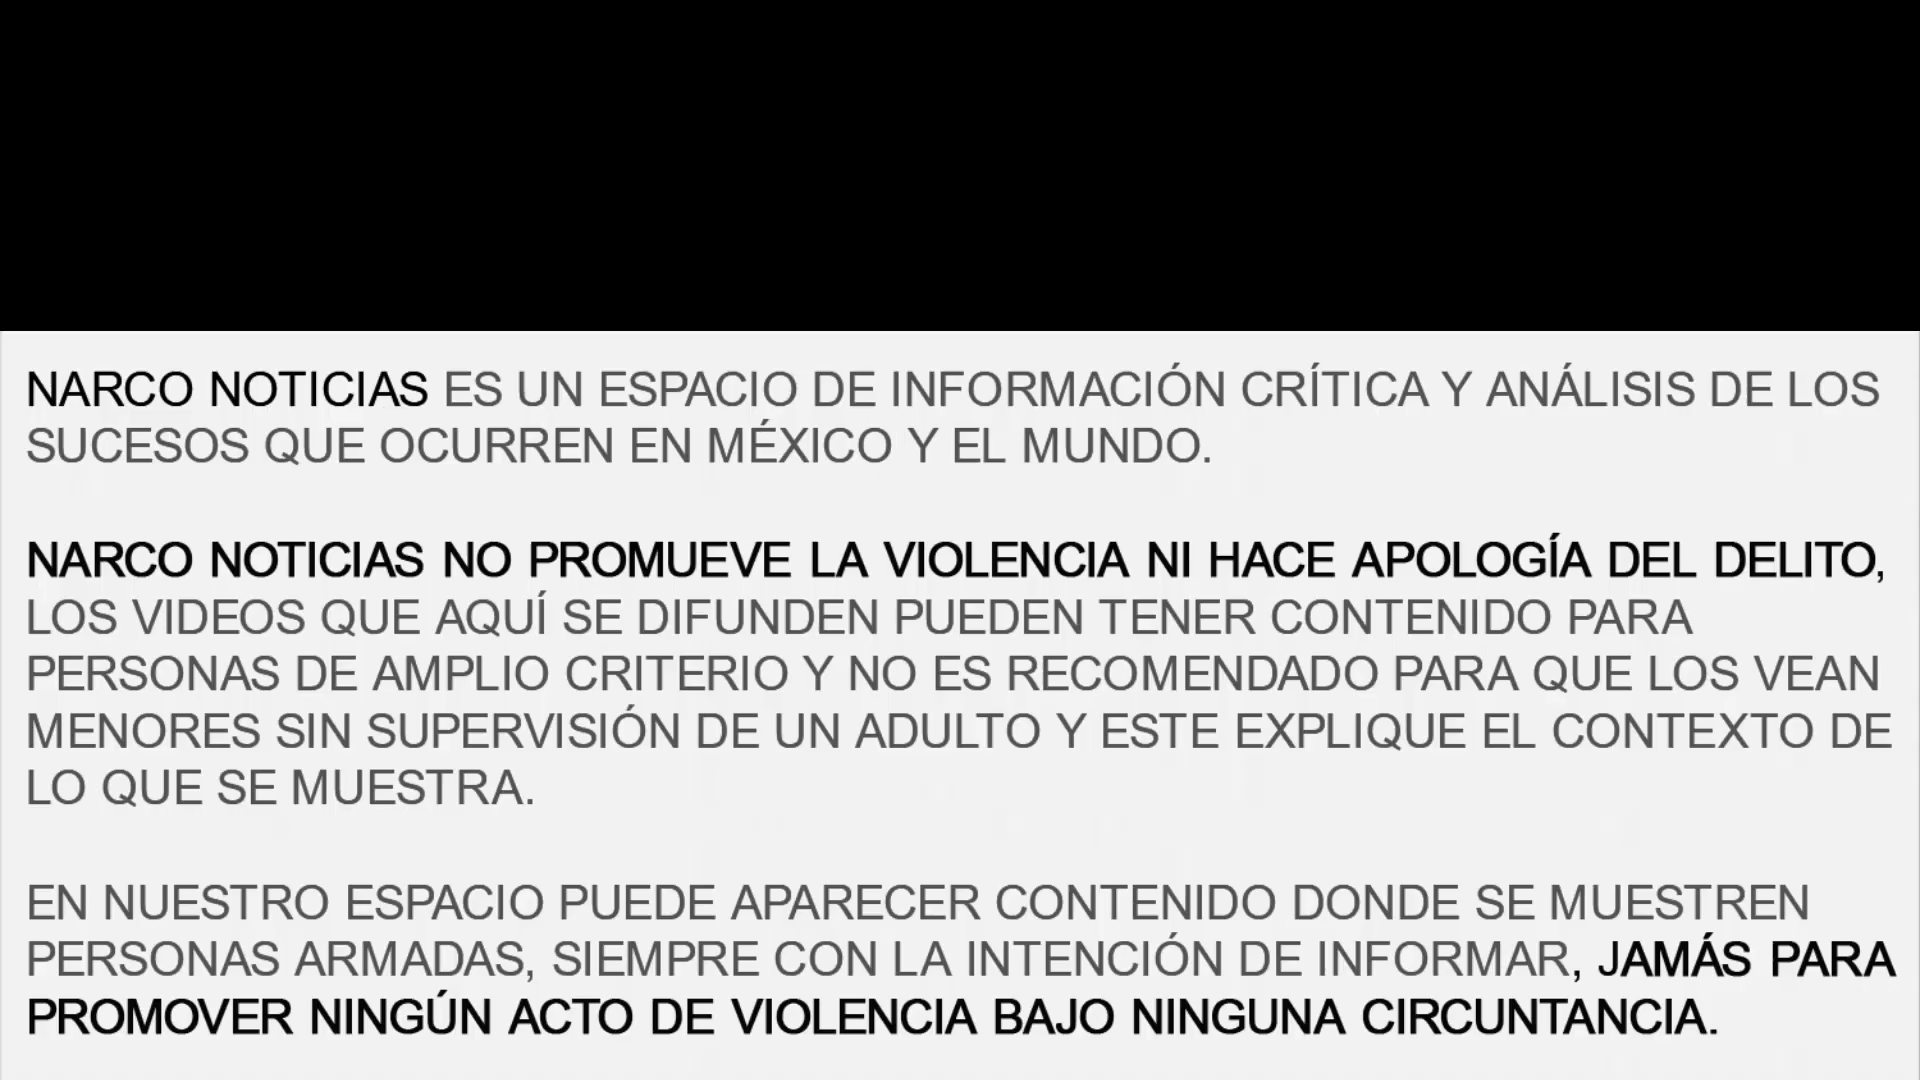 NARCO NOTICIAS ES UN ESPACIO DE INFORMACIÓN CRÍTICA Y ANÁLISIS DE LOS
SUCESOS QUE OCURREN EN MÉXICO Y EL MUNDO.
NARCO NOTICIAS NO PROMUEVE LA VIOLENCIA NI HACE APOLOGÍA DEL DELITO,
LOS VIDEOS QUE AQUÍ SE DIFUNDEN PUEDEN TENER CONTENIDO PARA
PERSONAS DE AMPLIO CRITERIO Y NO ES RECOMENDADO PARA QUE LOS VEAN
MENORES SIN SUPERVISIÓN DE UN ADULTO Y ESTE EXPLIQUE EL CONTEXTO DE
LO QUE SE MUESTRA.
EN NUESTRO ESPACIO PUEDE APARECER CONTENIDO DONDE SE MUESTREN
PERSONAS ARMADAS, SIEMPRE CON LA INTENCIÓN DE INFORMAR, JAMÁS PARA
PROMOVER NINGÚN ACTO DE VIOLENCIA BAJO NINGUNA CIRCUNTANCIA.